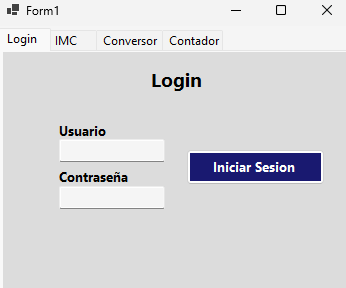 Form1
Login IMC Conversor Contador
Login
Usuario
Contraseña
Iniciar Sesion